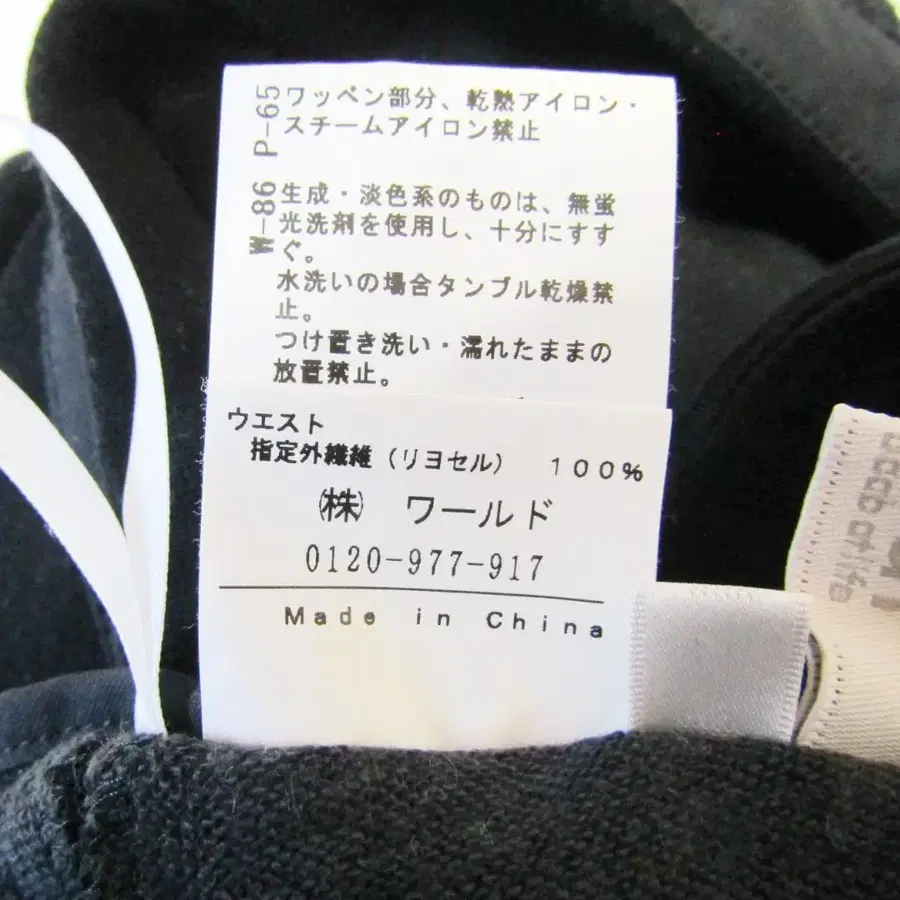 P-65
ワッペン部分、乾熱アイロン・
スチームアイロン禁止
W-86
生成・淡色系のものは、無蛍
光洗剤を使用し、十分にすす
ぐ。
水洗いの場合タンブル乾燥禁
止。
つけ置き洗い・濡れたままの
放置禁止。
ウエスト
指定外繊維(リヨセル) 100%
㈱ ワールド
0120-977-917
Made in China